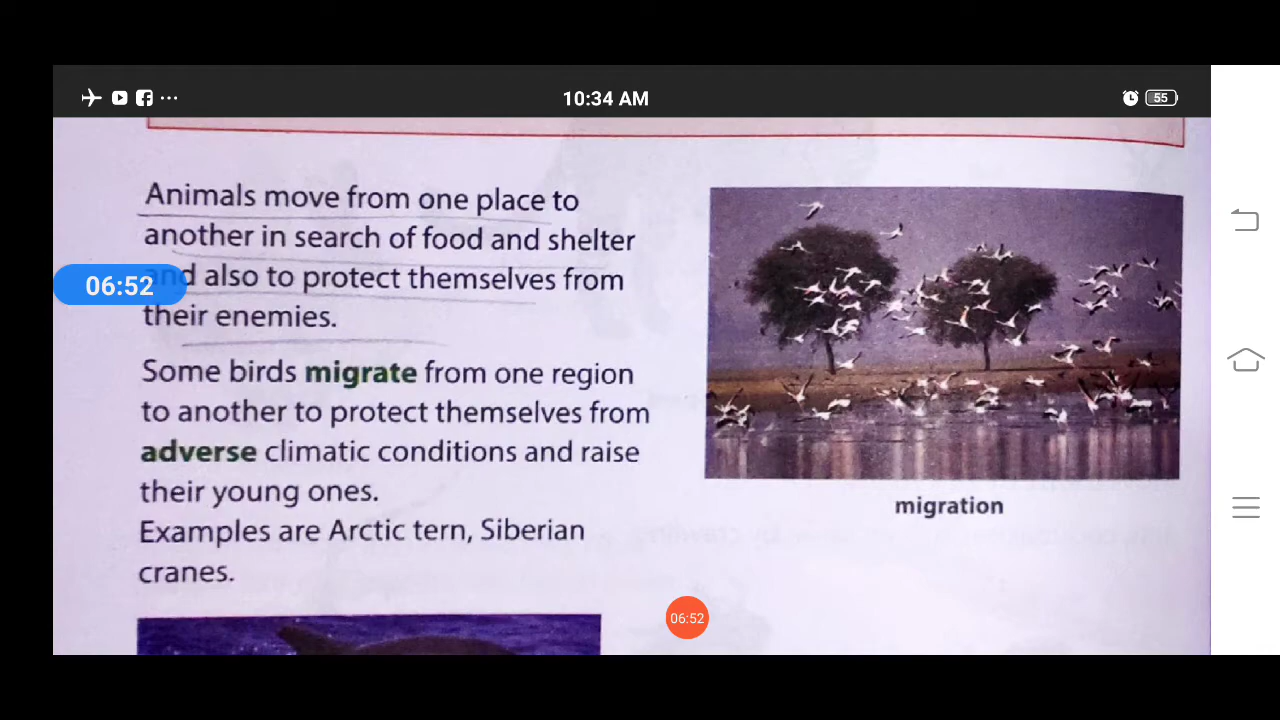 10:34 AM
55
Animals move from one place to
another in search of food and shelter
and also to protect themselves from
their enemies.
06:52
Some birds migrate from one region
to another to protect themselves from
adverse climatic conditions and raise
their young ones.
Examples are Arctic tern, Siberian
cranes.
migration
06:52